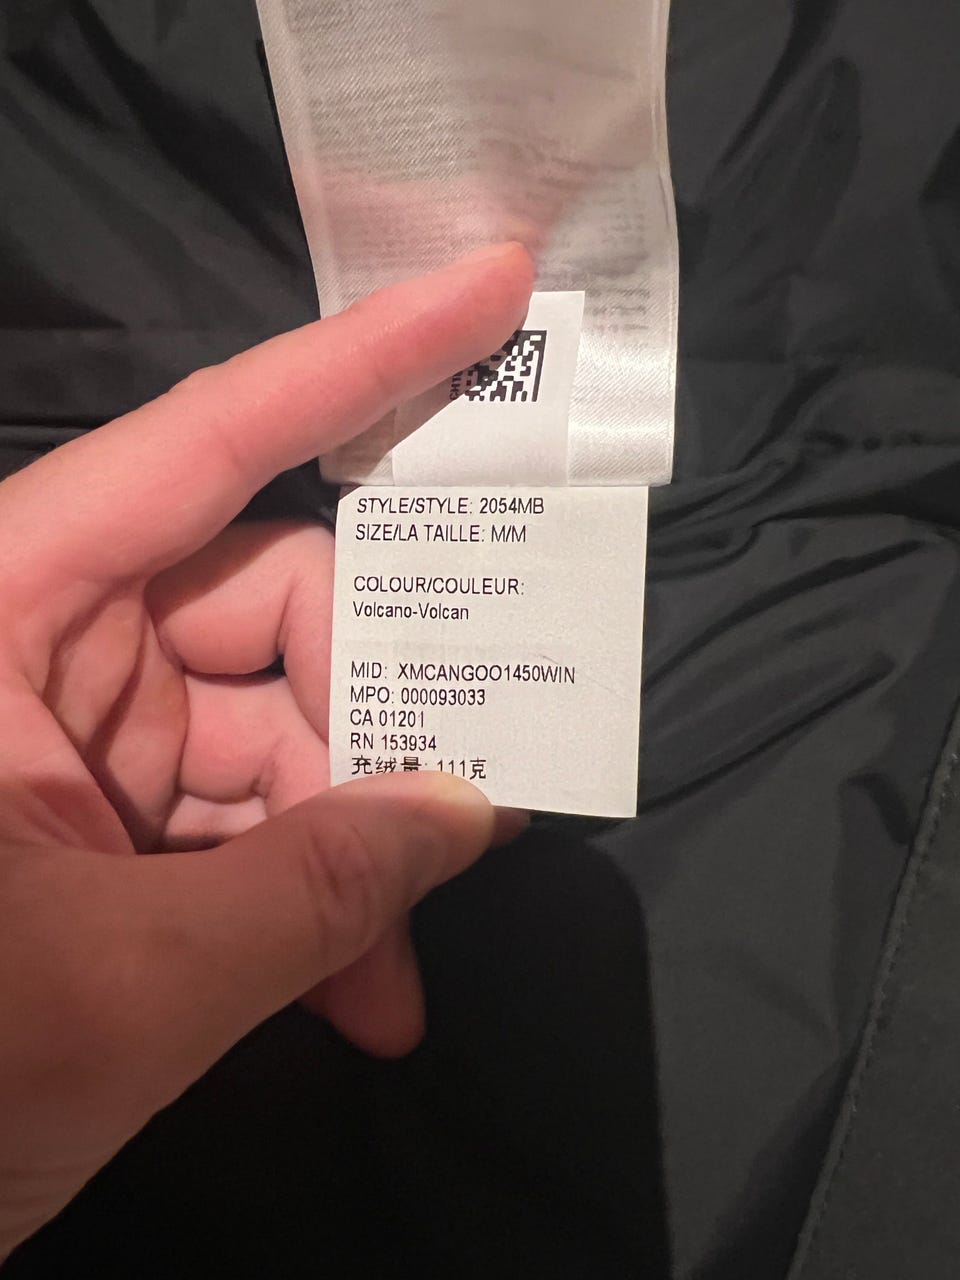 STYLE/STYLE: 2054MB
SIZE/LA TAILLE: M/M
COLOUR/COULEUR:
Volcano-Volcan
MID: XMCANGOO1450WIN
MPO: 000093033
CA 01201
RN 153934
充绒量: 111克